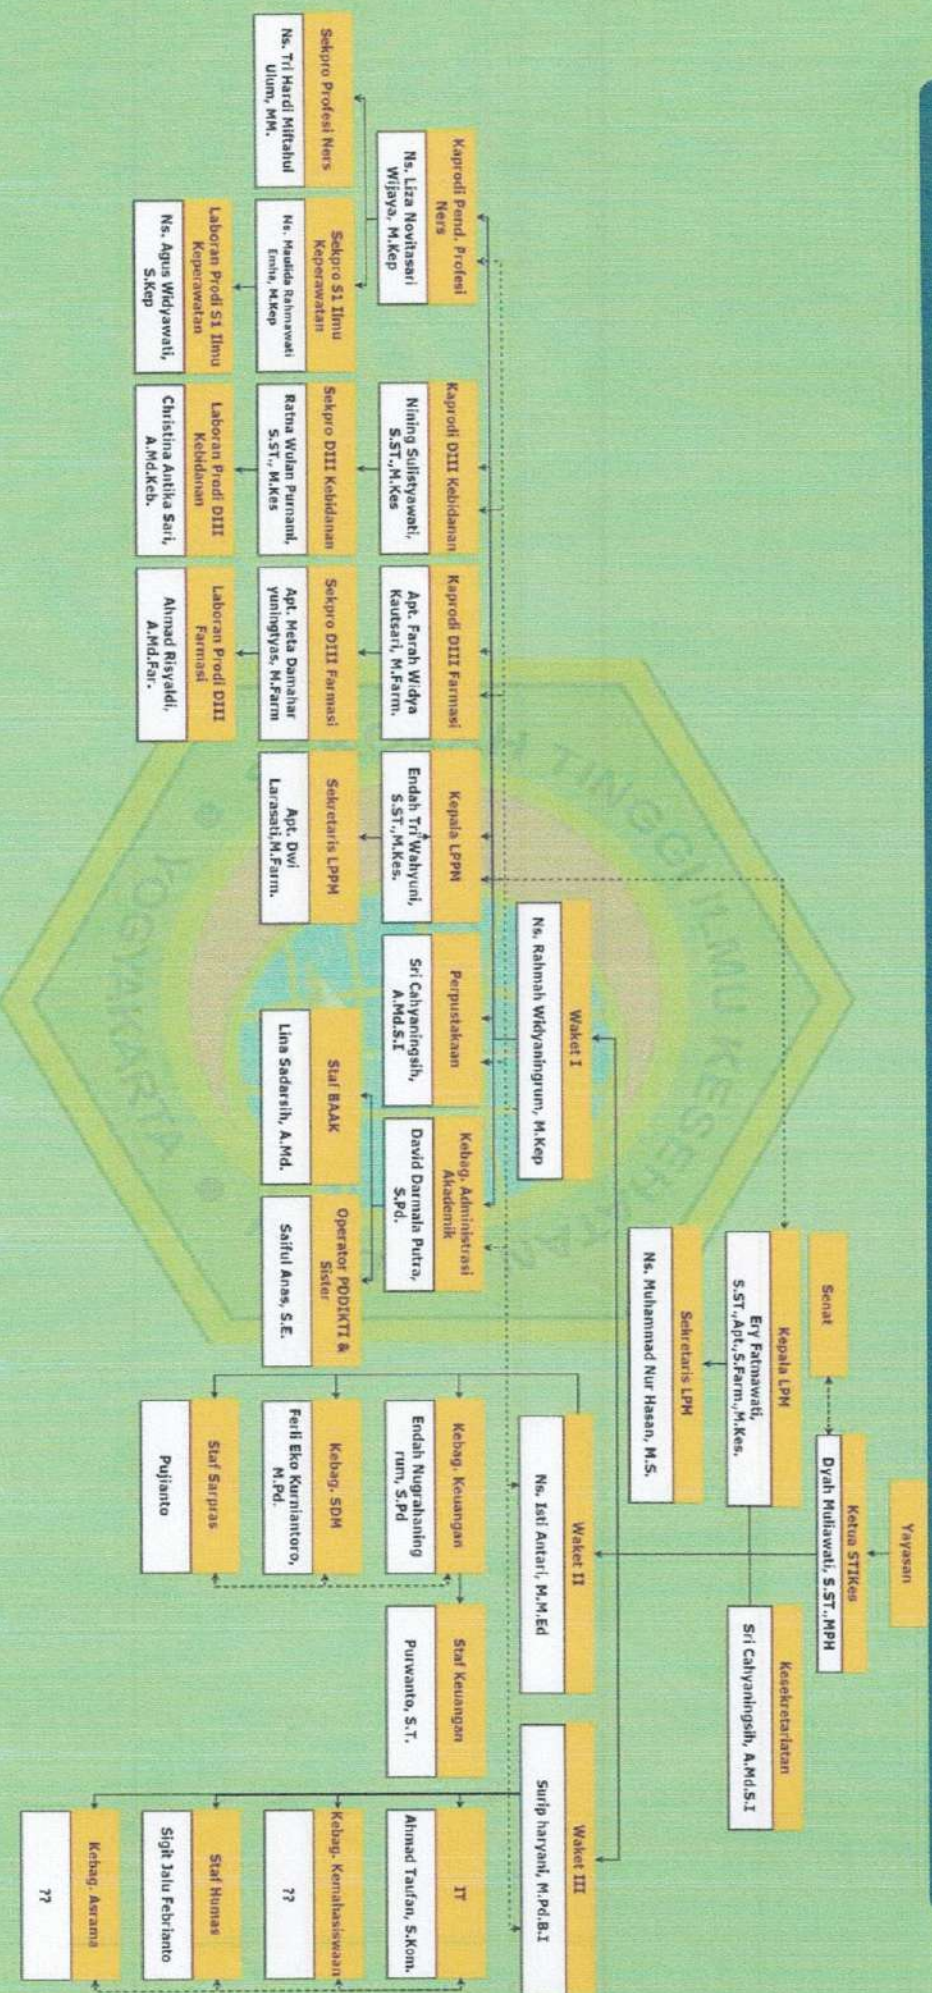 Yayasan
Senat
Ketua STIKes
Dyah Muliawati, S.ST.,MPH
Kepala LPM
Ery Fatmawati,
S.ST.,Apt.,S.Farm.,M.Kes.
Kesekretariatan
Sri Cahyaningsih, A.Md.S.I
Sekretaris LPM
Ns. Muhammad Nur Hasan, M.S.
Waket I
Ns. Rahmah Widyaningrum, M.Kep
Waket II
Ns. Isti Antari, M.M.Ed
Waket III
Surip haryani, M.Pd.B.I
Kaprodi Pend. Profesi
Ners
Ns. Liza Novitasari
Wijaya, M.Kep
Kaprodi DIII Kebidanan
Nining Sulistyawati,
S.ST.,M.Kes
Kaprodi DIII Farmasi
Apt. Farah Widya
Kautsari, M.Farm.
Kepala LPPM
Endah Tri Wahyuni,
S.ST.,M.Kes.
Perpustakaan
Sri Cahyaningsih,
A.Md.S.I
Kebag. Administrasi
Akademik
David Darmala Putra,
S.Pd.
Kebag. Keuangan
Endah Nugrahaning
rum, S.Pd
Staf Keuangan
Purwanto, S.T.
IT
Ahmad Taufan, S.Kom.
Sekpro Profesi Ners
Ns. Tri Hardi Miftahul
Ulum, MM.
Sekpro S1 Ilmu
Keperawatan
Ns. Maulida Rahmawati
Emha, M.Kep
Sekpro DIII Kebidanan
Ratna Wulan Purnami,
S.ST., M.Kes
Sekpro DIII Farmasi
Apt. Meta Damahar
yuningtyas, M.Farm
Sekretaris LPPM
Apt. Dwi
Larasati,M.Farm.
Staf BAAK
Lina Sadarsih, A.Md.
Operator PDDIKTI &
Sister
Saiful Anas, S.E.
Kebag. SDM
Ferli Eko Kurniantoro,
M.Pd.
Kebag. Kemahasiswaan
??
Laboran Prodi S1 Ilmu
Keperawatan
Ns. Agus Widyawati,
S.Kep
Laboran Prodi DIII
Kebidanan
Christina Antika Sari,
A.Md.Keb.
Laboran Prodi DIII
Farmasi
Ahmad Risyaldi,
A.Md.Far.
Staf Sarpras
Pujianto
Staf Humas
Sigit Jalu Febrianto
Kebag. Asrama
??
TINGGI ILMU KESEHATAN
YOGYAKARTA